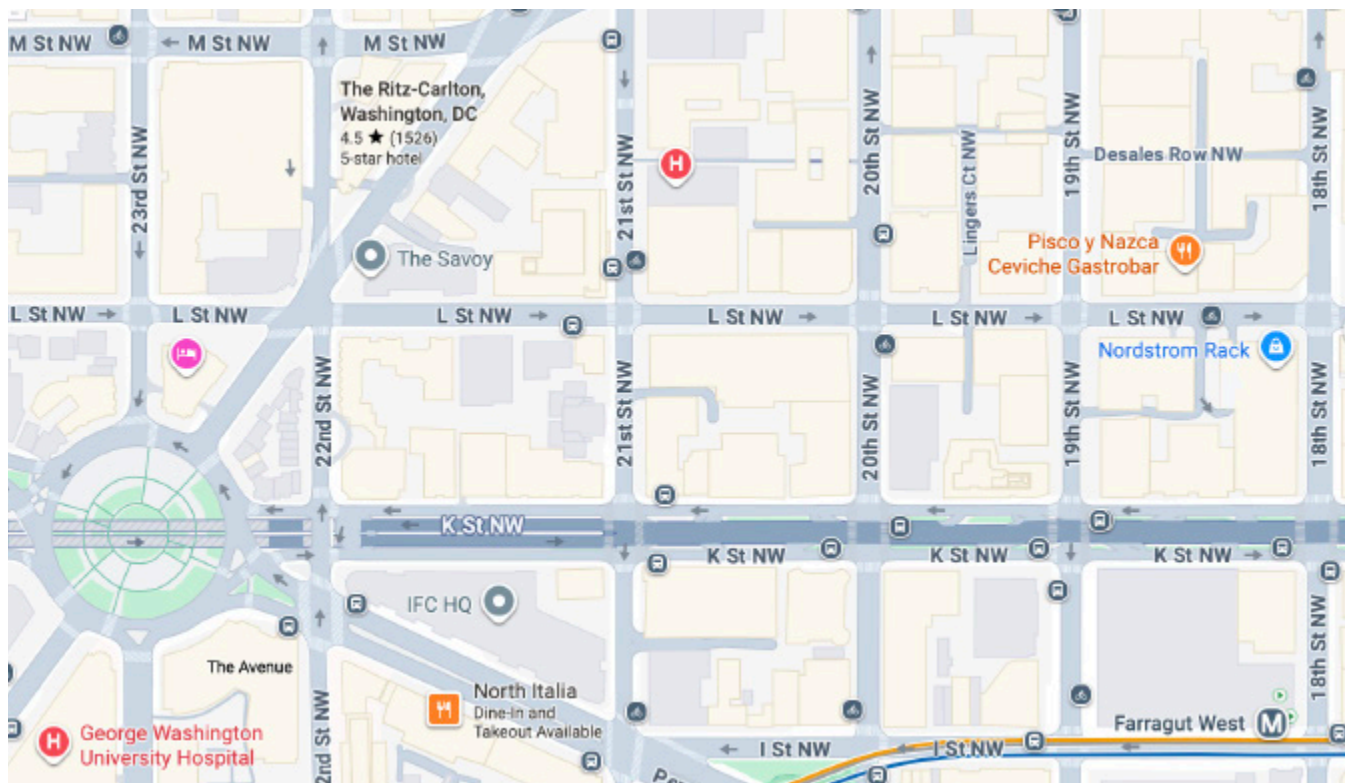 M St NW
M St NW
M St NW
The Ritz-Carlton,
Washington, DC
4.5 ★ (1526)
5-star hotel
23rd St NW
21st St NW
H
20th St NW
Lingers Ct NW
19th St NW
Desales Row NW
18th St NW
The Savoy
Pisco y Nazca
Ceviche Gastrobar
L St NW
L St NW
L St NW
L St NW
L St NW
L St NW
Nordstrom Rack
22nd St NW
21st St NW
20th St NW
19th St NW
18th St NW
K St NW
K St NW
K St NW
K St NW
IFC HQ
The Avenue
North Italia
Dine-In and
Takeout Available
H
George Washington
University Hospital
2nd St NW
18th St NW
Farragut West
M
I St NW
I St NW